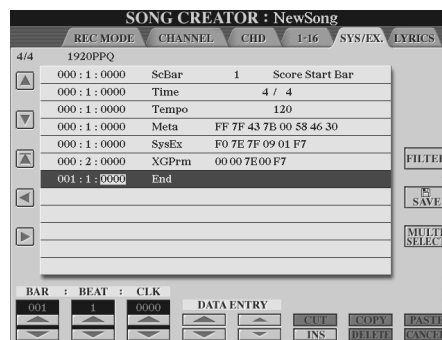 SONG CREATOR : NewSong
REC MODE CHANNEL CHD 1-16 SYS/EX. LYRICS
4/4 1920PPQ
000 : 1 : 0000 ScBar 1 Score Start Bar
000 : 1 : 0000 Time 4 / 4
000 : 1 : 0000 Tempo 120
000 : 1 : 0000 Meta FF 7F 43 7B 00 58 46 30
000 : 1 : 0000 SysEx F0 7E 7F 09 01 F7
000 : 2 : 0000 XGPrm 00 00 7E 00 F7
001 : 1 : 0000 End
FILTER
SAVE
MULTI
SELECT
BAR : BEAT : CLK
001 1 0000 DATA ENTRY
CUT COPY PASTE
INS DELETE CANCEL